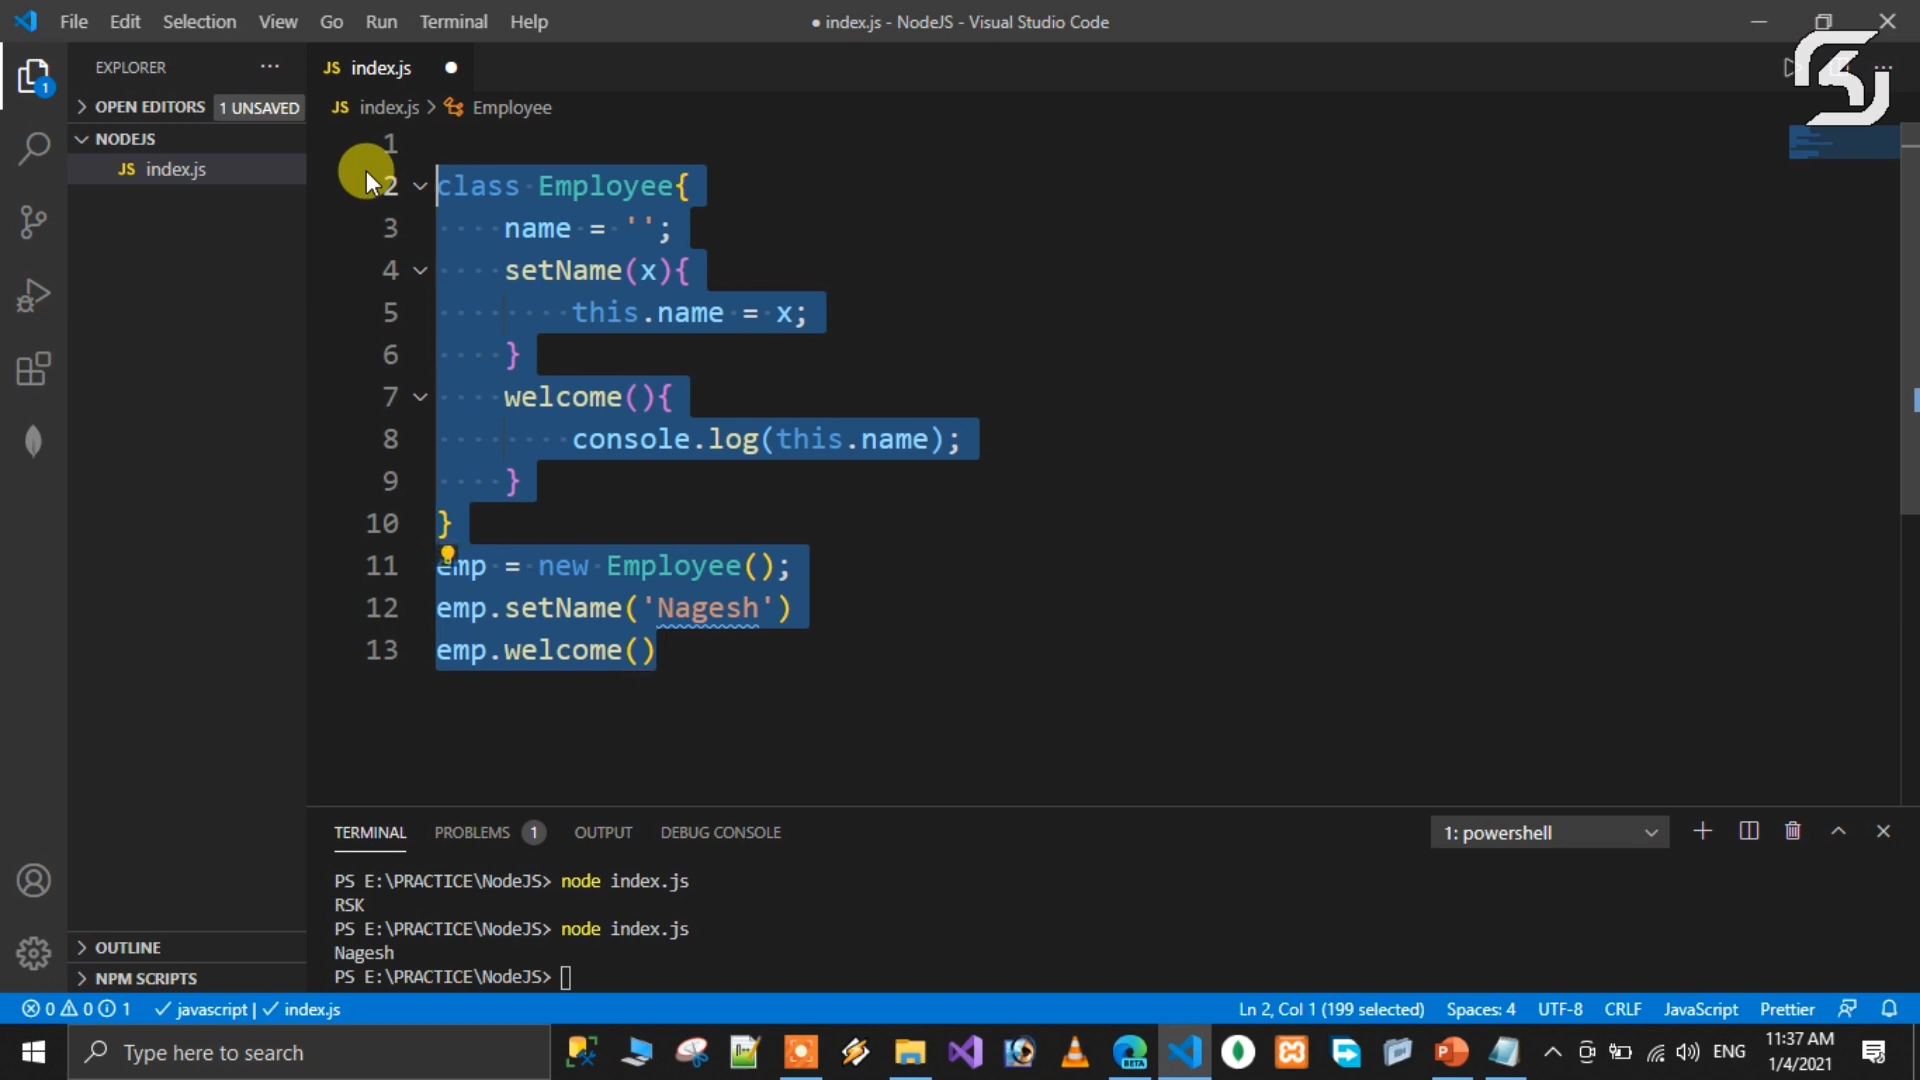 File Edit Selection View Go Run Terminal Help
● index.js - NodeJS - Visual Studio Code
EXPLORER ···
JS index.js ●
OPEN EDITORS 1 UNSAVED
JS index.js > Employee
NODEJS
JS index.js
1
1
2 class Employee{
3 name = '';
4 setName(x){
5 this.name = x;
6 }
7 welcome(){
8 console.log(this.name);
9 }
10 }
11 emp = new Employee();
12 emp.setName('Nagesh')
13 emp.welcome()
TERMINAL PROBLEMS 1 OUTPUT DEBUG CONSOLE 1: powershell
PS E:\PRACTICE\NodeJS> node index.js
RSK
PS E:\PRACTICE\NodeJS> node index.js
Nagesh
PS E:\PRACTICE\NodeJS>
OUTLINE
NPM SCRIPTS
0 0 1 javascript | index.js Ln 2, Col 1 (199 selected) Spaces: 4 UTF-8 CRLF JavaScript Prettier
Type here to search
BETA
ENG
11:37 AM
1/4/2021